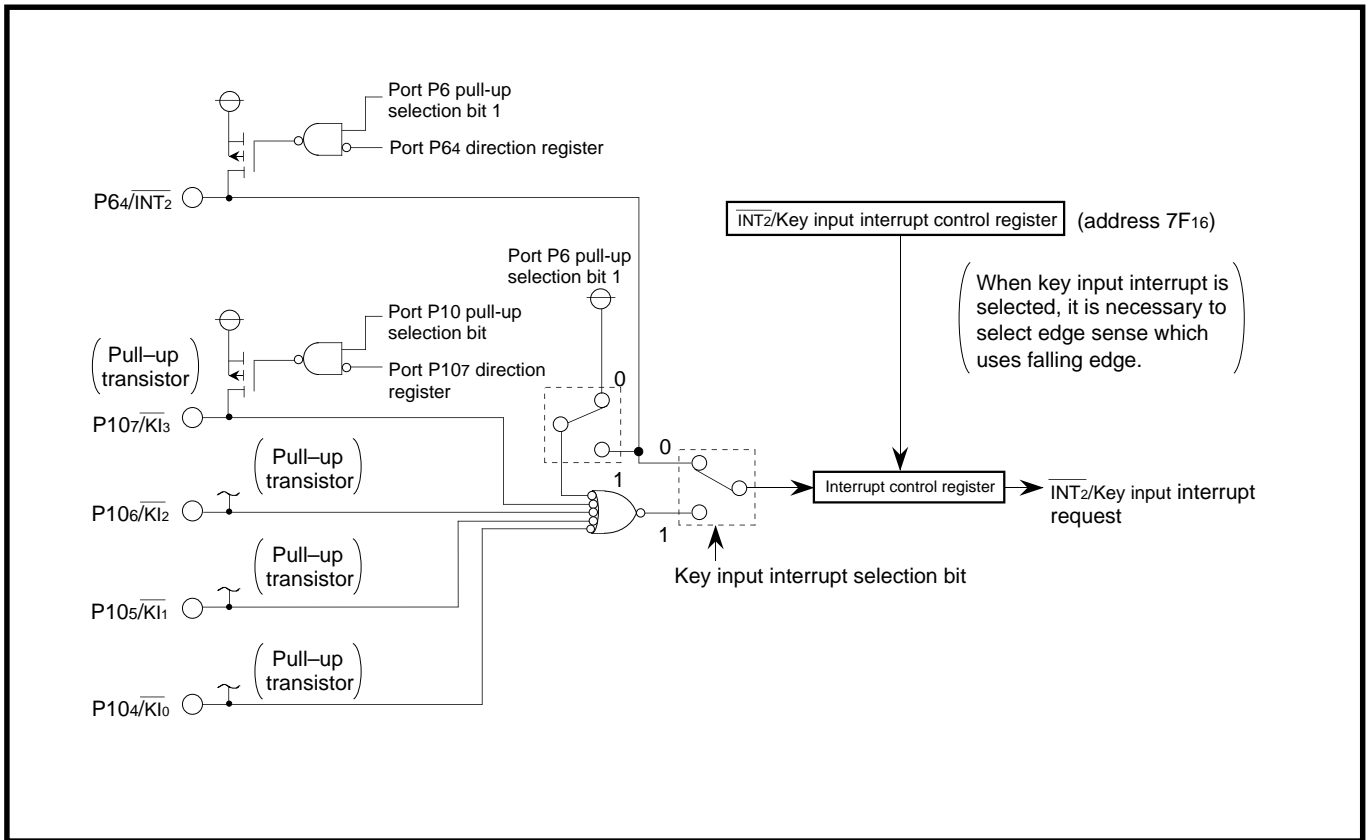 Port P6 pull-up
selection bit 1
Port P64 direction register
P64/INT2
INT2/Key input interrupt control register (address 7F16)
Port P6 pull-up
selection bit 1
When key input interrupt is
selected, it is necessary to
select edge sense which
uses falling edge.
Port P10 pull-up
selection bit
Port P107 direction
register
(Pull–up
transistor)
P107/KI3
0
1
0
1
(Pull–up
transistor)
P106/KI2
Interrupt control register
INT2/Key input interrupt
request
Key input interrupt selection bit
(Pull–up
transistor)
P105/KI1
(Pull–up
transistor)
P104/KI0